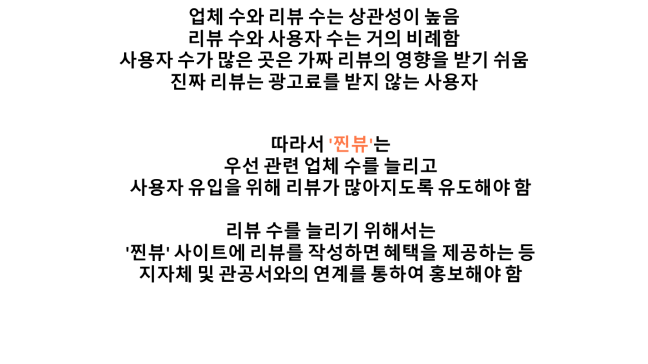 업체 수와 리뷰 수는 상관성이 높음
리뷰 수와 사용자 수는 거의 비례함
사용자 수가 많은 곳은 가짜 리뷰의 영향을 받기 쉬움
진짜 리뷰는 광고료를 받지 않는 사용자
따라서 '찐뷰'는
우선 관련 업체 수를 늘리고
사용자 유입을 위해 리뷰가 많아지도록 유도해야 함
리뷰 수를 늘리기 위해서는
'찐뷰' 사이트에 리뷰를 작성하면 혜택을 제공하는 등
지자체 및 관공서와의 연계를 통하여 홍보해야 함